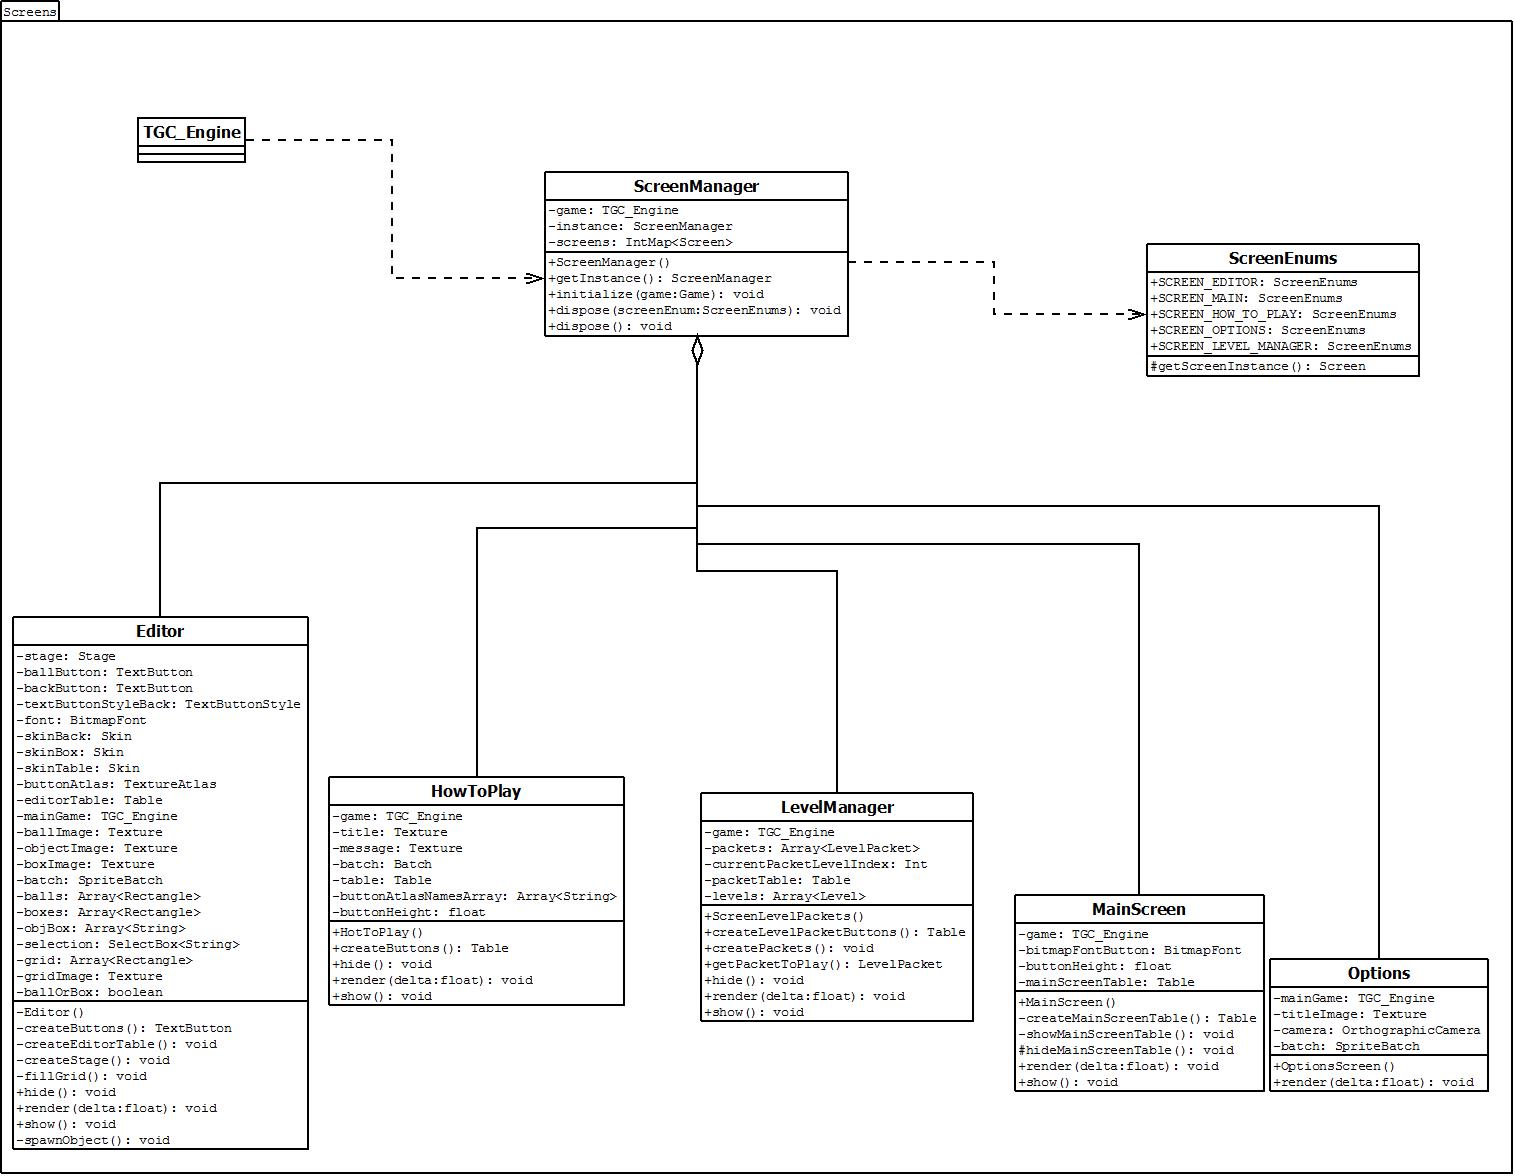 Screens
TGC_Engine
ScreenManager
-game: TGC_Engine
-instance: ScreenManager
-screens: IntMap<Screen>
+ScreenManager()
+getInstance(): ScreenManager
+initialize(game:Game): void
+dispose(screenEnum:ScreenEnums): void
+dispose(): void
ScreenEnums
+SCREEN_EDITOR: ScreenEnums
+SCREEN_MAIN: ScreenEnums
+SCREEN_HOW_TO_PLAY: ScreenEnums
+SCREEN_OPTIONS: ScreenEnums
+SCREEN_LEVEL_MANAGER: ScreenEnums
#getScreenInstance(): Screen
Editor
-stage: Stage
-ballButton: TextButton
-backButton: TextButton
-textButtonStyleBack: TextButtonStyle
-font: BitmapFont
-skinBack: Skin
-skinBox: Skin
-skinTable: Skin
-buttonAtlas: TextureAtlas
-editorTable: Table
-mainGame: TGC_Engine
-ballImage: Texture
-objectImage: Texture
-boxImage: Texture
-batch: SpriteBatch
-balls: Array<Rectangle>
-boxes: Array<Rectangle>
-objBox: Array<String>
-selection: SelectBox<String>
-grid: Array<Rectangle>
-gridImage: Texture
-ballOrBox: boolean
-Editor()
-createButtons(): TextButton
-createEditorTable(): void
-createStage(): void
-fillGrid(): void
+hide(): void
+render(delta:float): void
+show(): void
-spawnObject(): void
HowToPlay
-game: TGC_Engine
-title: Texture
-message: Texture
-batch: Batch
-table: Table
-buttonAtlasNamesArray: Array<String>
-buttonHeight: float
+HotToPlay()
+createButtons(): Table
+hide(): void
+render(delta:float): void
+show(): void
LevelManager
-game: TGC_Engine
-packets: Array<LevelPacket>
-currentPacketLevelIndex: Int
-packetTable: Table
-levels: Array<Level>
+ScreenLevelPackets()
+createLevelPacketButtons(): Table
+createPackets(): void
+getPacketToPlay(): LevelPacket
+hide(): void
+render(delta:float): void
+show(): void
MainScreen
-game: TGC_Engine
-bitmapFontButton: BitmapFont
-buttonHeight: float
-mainScreenTable: Table
+MainScreen()
-createMainScreenTable(): Table
-showMainScreenTable(): void
#hideMainScreenTable(): void
+render(delta:float): void
+show(): void
Options
-mainGame: TGC_Engine
-titleImage: Texture
-camera: OrthographicCamera
-batch: SpriteBatch
+OptionsScreen()
+render(delta:float): void